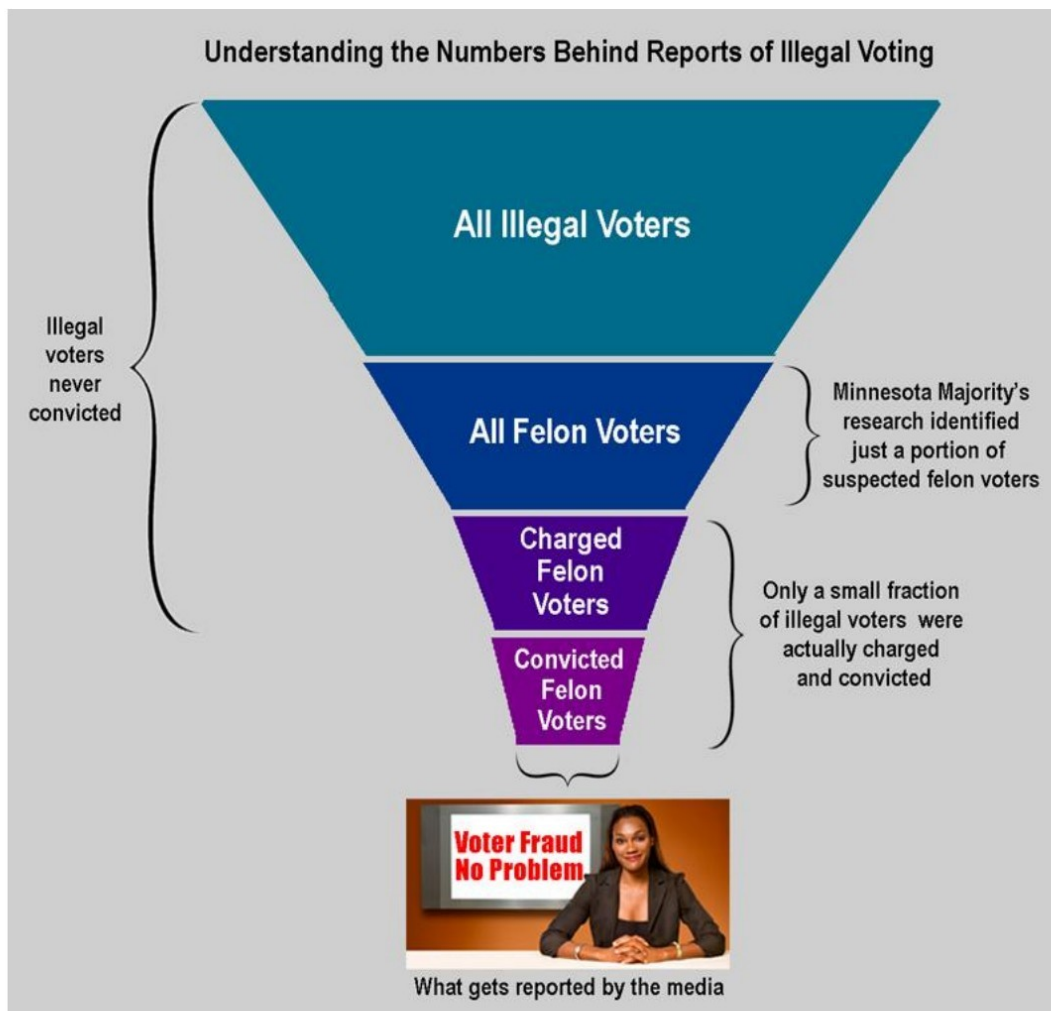 Understanding the Numbers Behind Reports of Illegal Voting
All Illegal Voters
Illegal
voters
never
convicted
All Felon Voters
Minnesota Majority's
research identified
just a portion of
suspected felon voters
Charged
Felon
Voters
Only a small fraction
of illegal voters were
actually charged
and convicted
Convicted
Felon
Voters
Voter Fraud
No Problem
What gets reported by the media